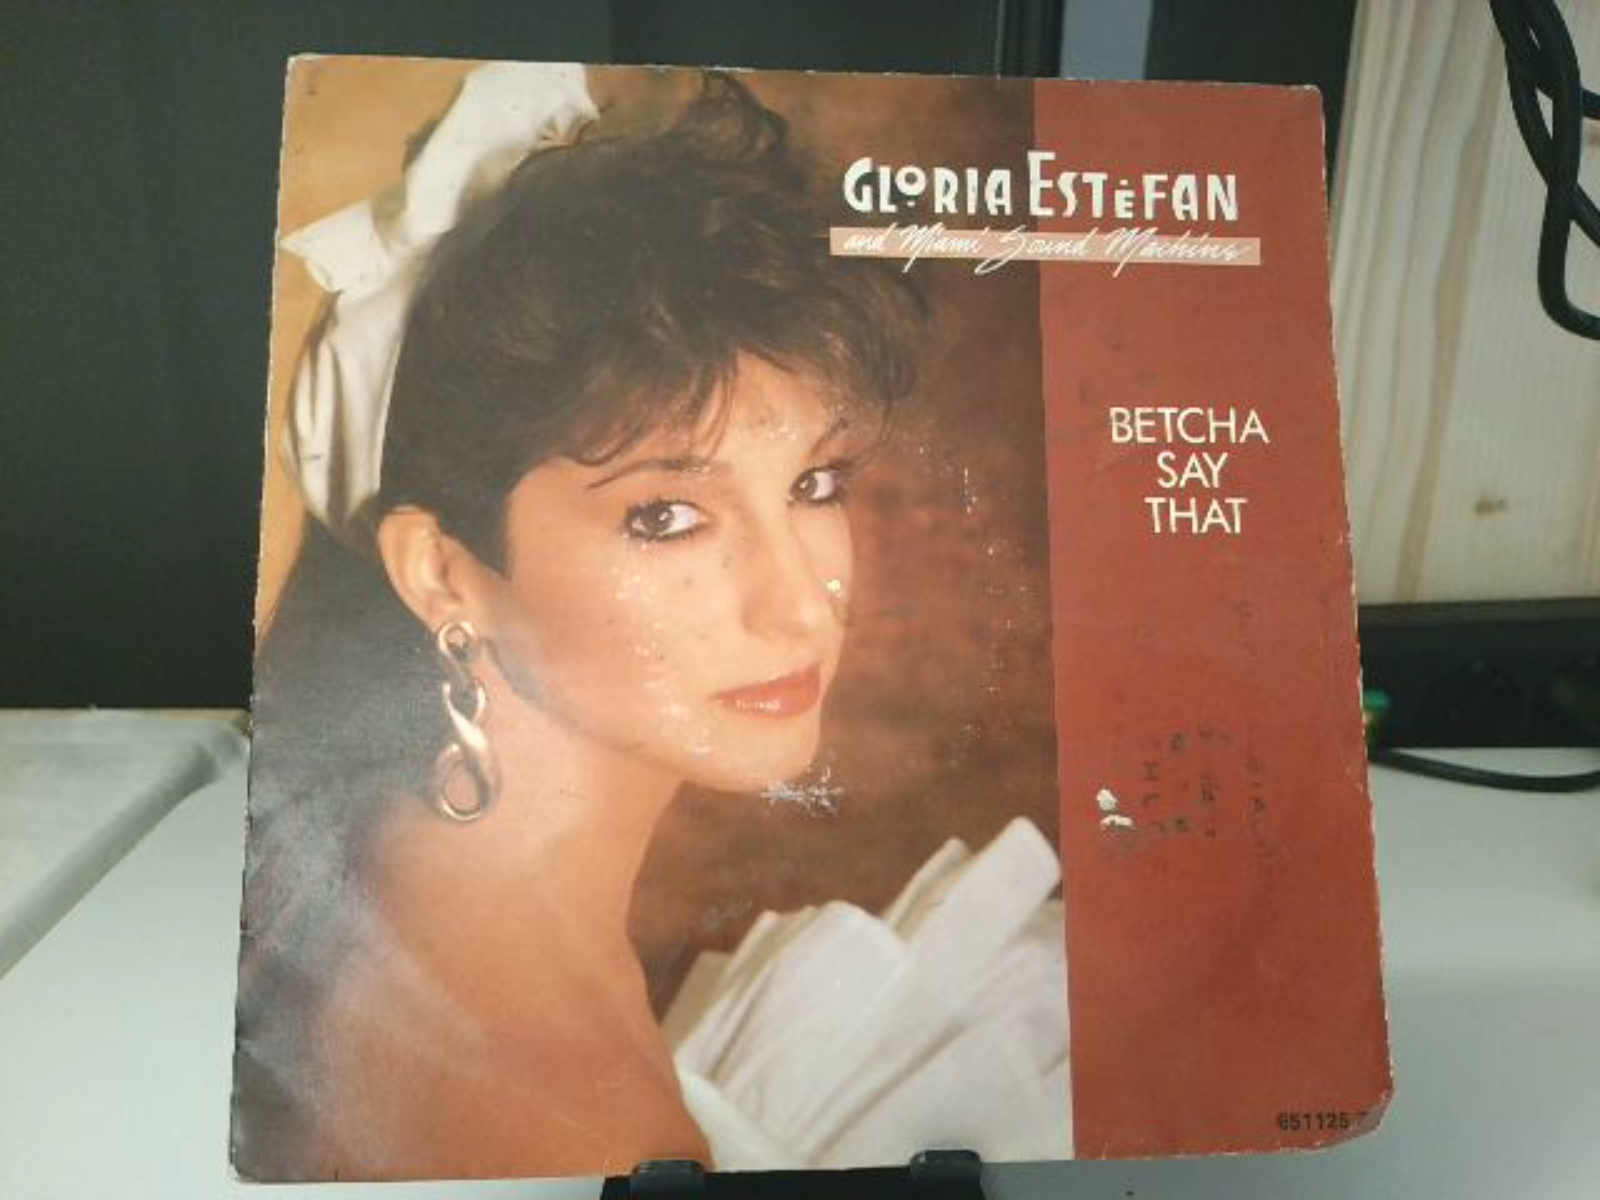 GLORIA ESTEFAN
and Miami Sound Machine
BETCHA
SAY
THAT
651125 7